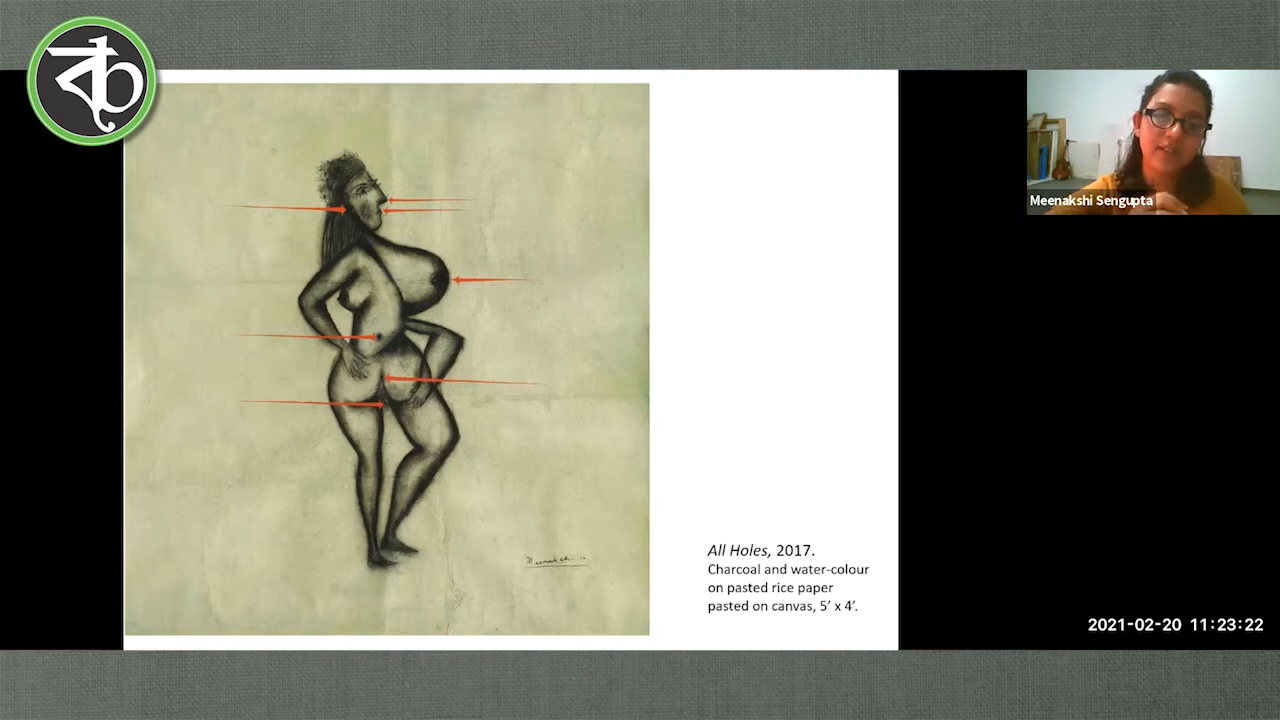 ক
Meenakshi Sengupta
All Holes, 2017.
Charcoal and water-colour
on pasted rice paper
pasted on canvas, 5’ x 4’.
2021-02-20 11:23:22